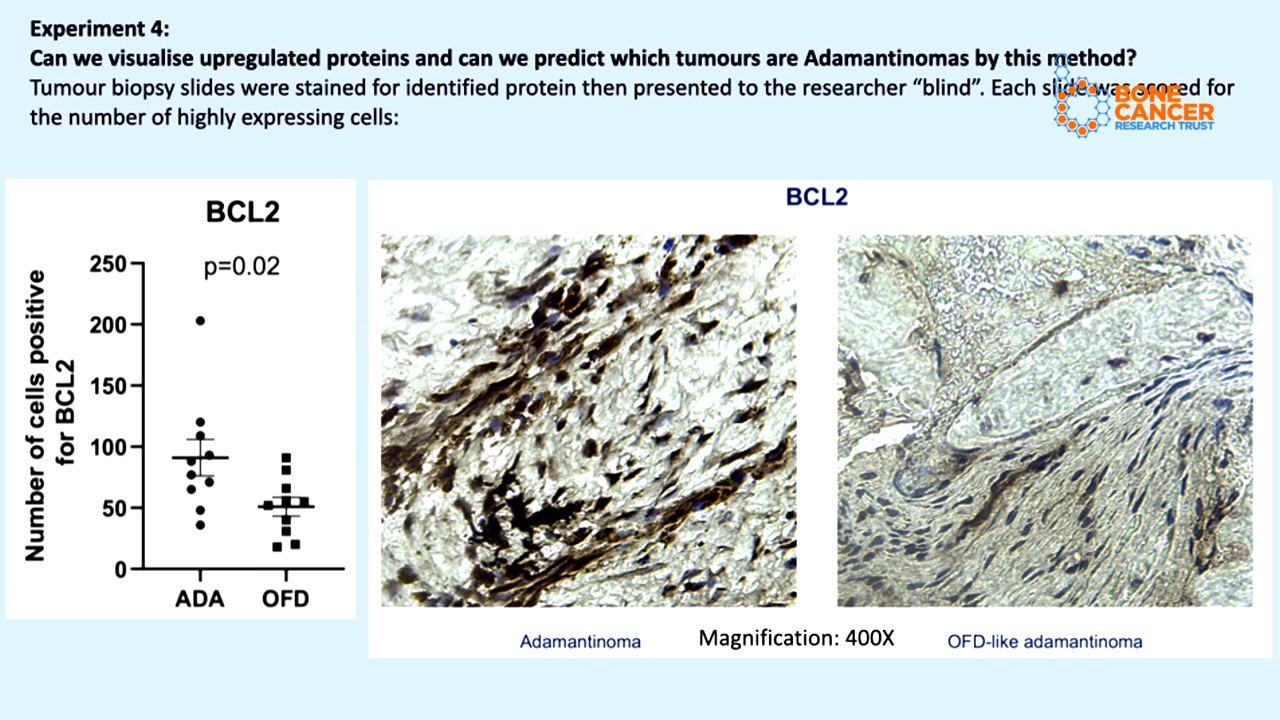 Experiment 4:
Can we visualise upregulated proteins and can we predict which tumours are Adamantinomas by this method?
Tumour biopsy slides were stained for identified protein then presented to the researcher “blind”. Each slide was scored for
the number of highly expressing cells:
BONE
CANCER
RESEARCH TRUST
BCL2
p=0.02
Number of cells positive
for BCL2
250
200
150
100
50
0
ADA OFD
BCL2
Adamantinoma Magnification: 400X OFD-like adamantinoma